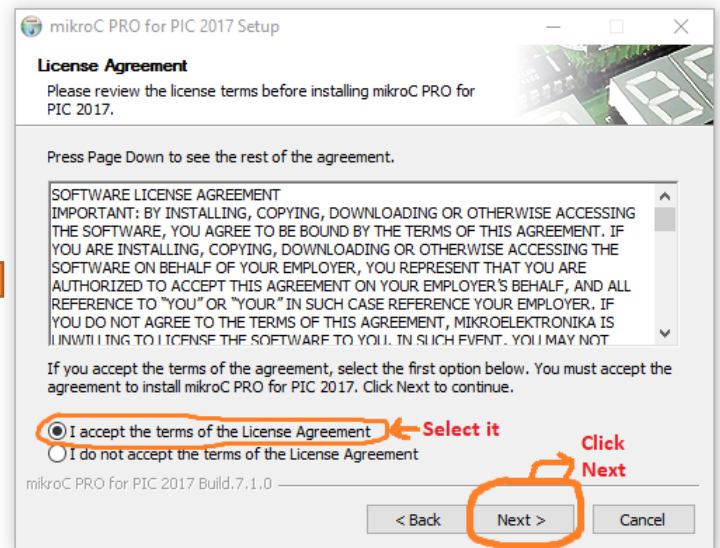 mikroC PRO for PIC 2017 Setup
License Agreement
Please review the license terms before installing mikroC PRO for
PIC 2017.
Press Page Down to see the rest of the agreement.
SOFTWARE LICENSE AGREEMENT
IMPORTANT: BY INSTALLING, COPYING, DOWNLOADING OR OTHERWISE ACCESSING
THE SOFTWARE, YOU AGREE TO BE BOUND BY THE TERMS OF THIS AGREEMENT. IF
YOU ARE INSTALLING, COPYING, DOWNLOADING OR OTHERWISE ACCESSING THE
SOFTWARE ON BEHALF OF YOUR EMPLOYER, YOU REPRESENT THAT YOU ARE
AUTHORIZED TO ACCEPT THIS AGREEMENT ON YOUR EMPLOYER'S BEHALF, AND ALL
REFERENCE TO "YOU" OR "YOUR" IN SUCH CASE REFERENCE YOUR EMPLOYER. IF
YOU DO NOT AGREE TO THE TERMS OF THIS AGREEMENT, MIKROELEKTRONIKA IS
UNWILLING TO LICENSE THE SOFTWARE TO YOU. IN SUCH EVENT, YOU MAY NOT
If you accept the terms of the agreement, select the first option below. You must accept the
agreement to install mikroC PRO for PIC 2017. Click Next to continue.
I accept the terms of the License Agreement
Select it
I do not accept the terms of the License Agreement
Click
Next
mikroC PRO for PIC 2017 Build.7.1.0
< Back
Next >
Cancel